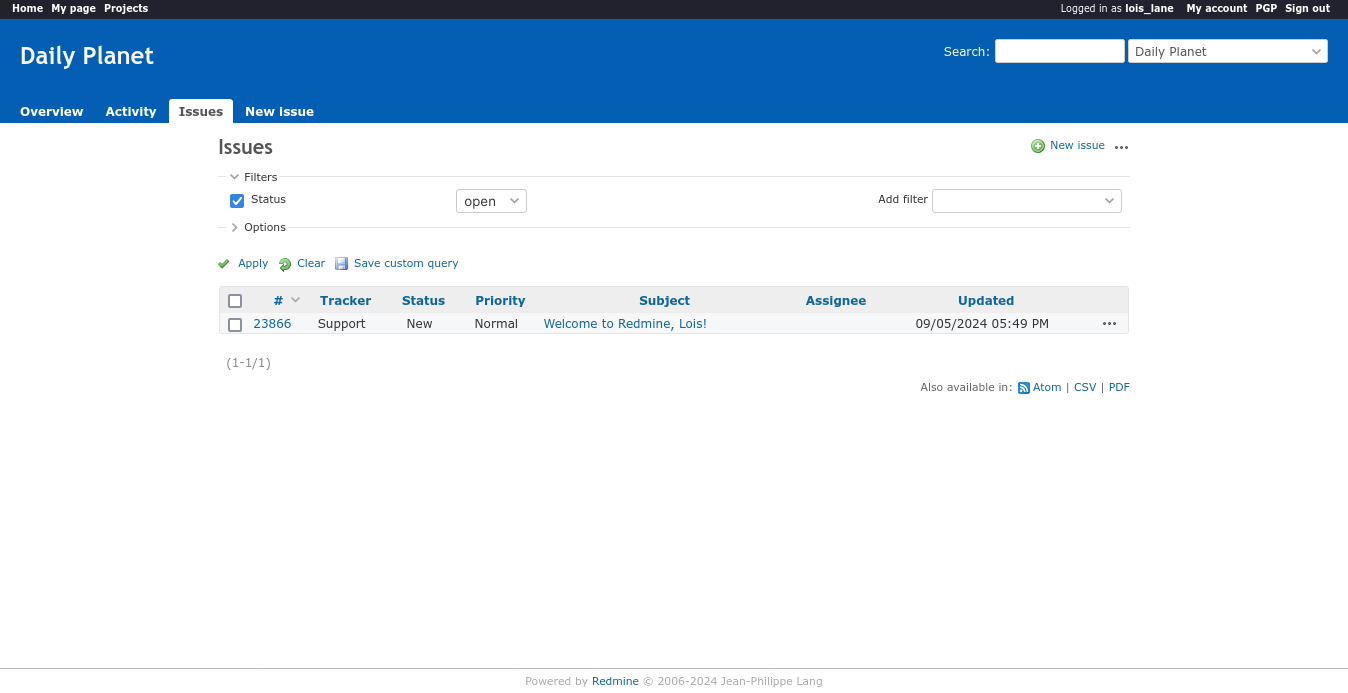 Home My page Projects Logged in as lois_lane My account PGP Sign out
Daily Planet Search: Daily Planet
Overview Activity Issues New issue
Issues New issue
Filters
Status open Add filter
Options
Apply Clear Save custom query
# Tracker Status Priority Subject Assignee Updated
23866 Support New Normal Welcome to Redmine, Lois! 09/05/2024 05:49 PM
(1-1/1)
Also available in: Atom | CSV | PDF
Powered by Redmine © 2006-2024 Jean-Philippe Lang